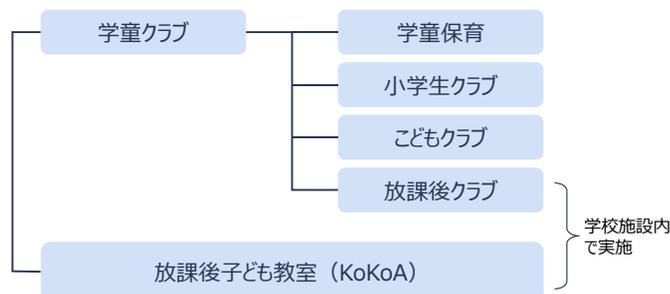 学童クラブ
学童保育
小学生クラブ
こどもクラブ
放課後クラブ
学校施設内
で実施
放課後子ども教室（KoKoA）